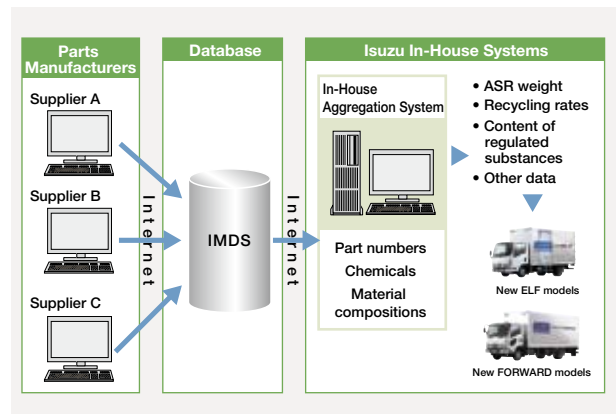 Parts
Manufacturers
Supplier A
Supplier B
Supplier C
Internet
Database
IMDS
Internet
Isuzu In-House Systems
In-House
Aggregation System
Part numbers
Chemicals
Material
compositions
• ASR weight
• Recycling rates
• Content of
regulated
substances
• Other data
New ELF models
New FORWARD models